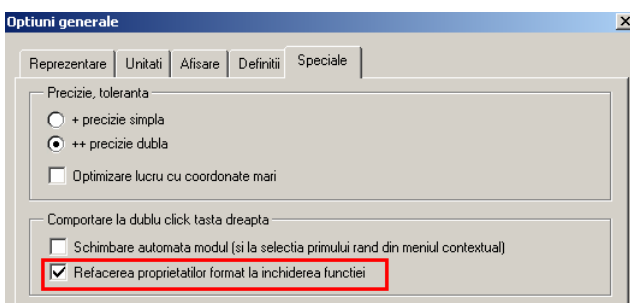 Optiuni generale
Reprezentare Unitati Afisare Definitii Speciale
Precizie, toleranta
+ precizie simpla
++ precizie dubla
Optimizare lucru cu coordonate mari
Comportare la dublu click tasta dreapta
Schimbare automata modul (si la selectia primului rand din meniul contextual)
Refacerea proprietatilor format la inchiderea functiei